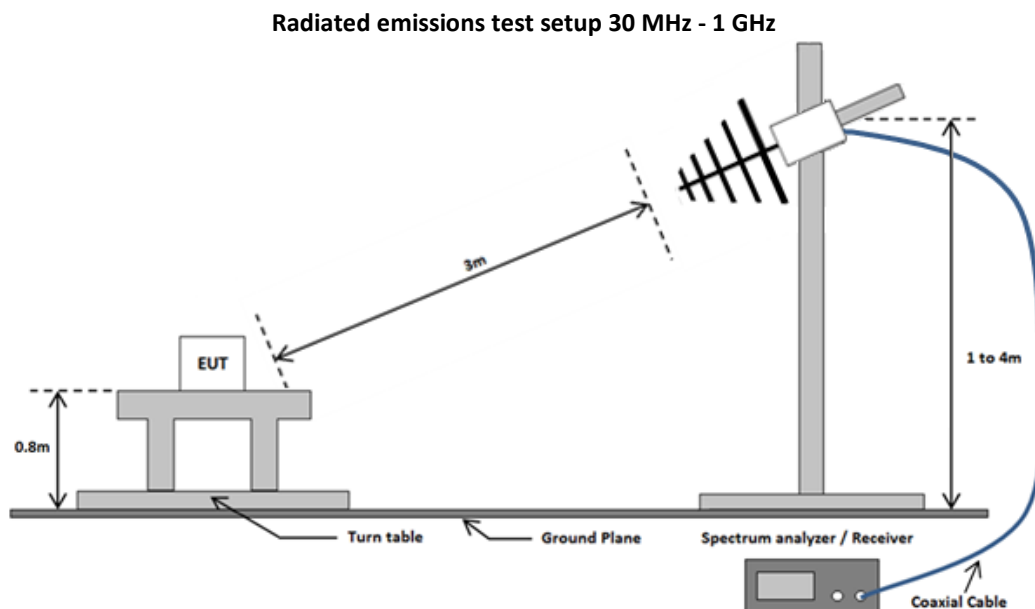 Radiated emissions test setup 30 MHz - 1 GHz
3m
EUT
1 to 4m
0.8m
Turn table
Ground Plane
Spectrum analyzer / Receiver
Coaxial Cable